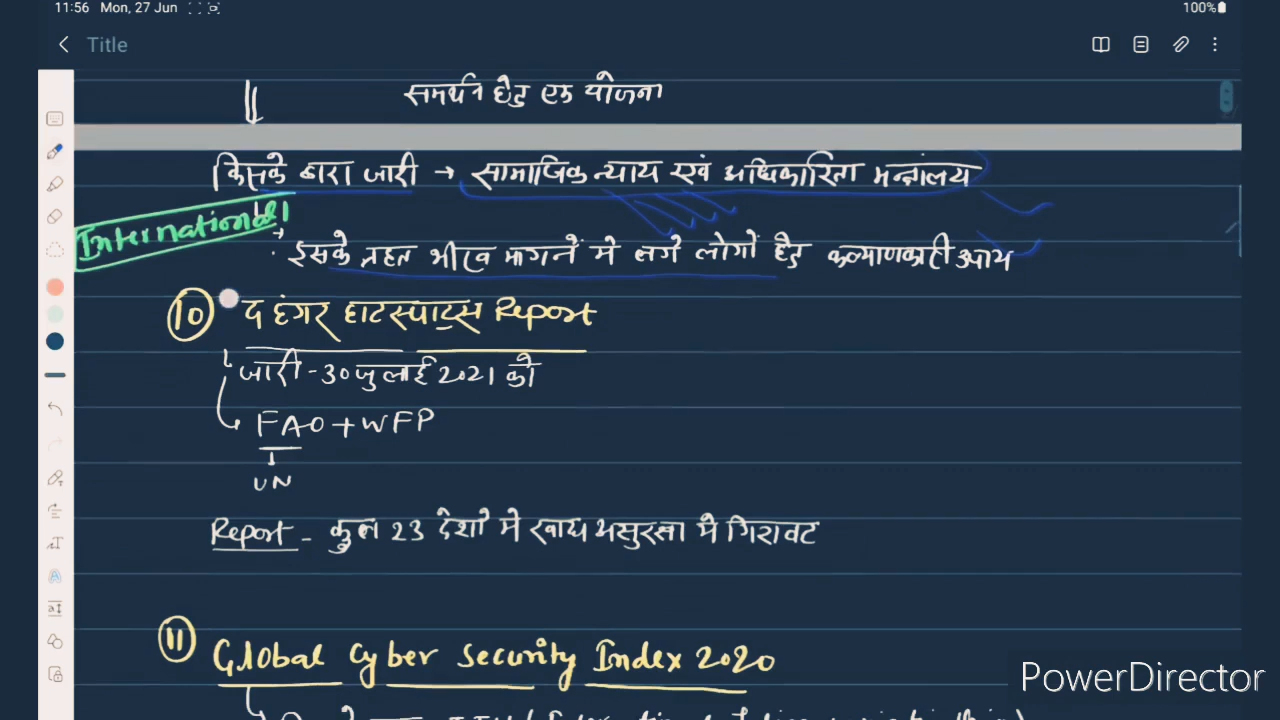 11:56 Mon, 27 Jun 100%
Title
समर्थन हेतु एक योजना
किसके द्वारा जारी → सामाजिक न्याय एवं अधिकारिता मन्त्रालय
International
इसके तहत भीख मागने मे लगे लोगों हेतु कल्याणकारी उपाय
10 द हंगर हाटस्पाट्स Report
जारी - 30 जुलाई 2021 को
FAO + WFP
UN
Report - कुल 23 देशो मे खाद्य असुरक्षा मे गिरावट
11 Global Cyber Security Index 2020
PowerDirector